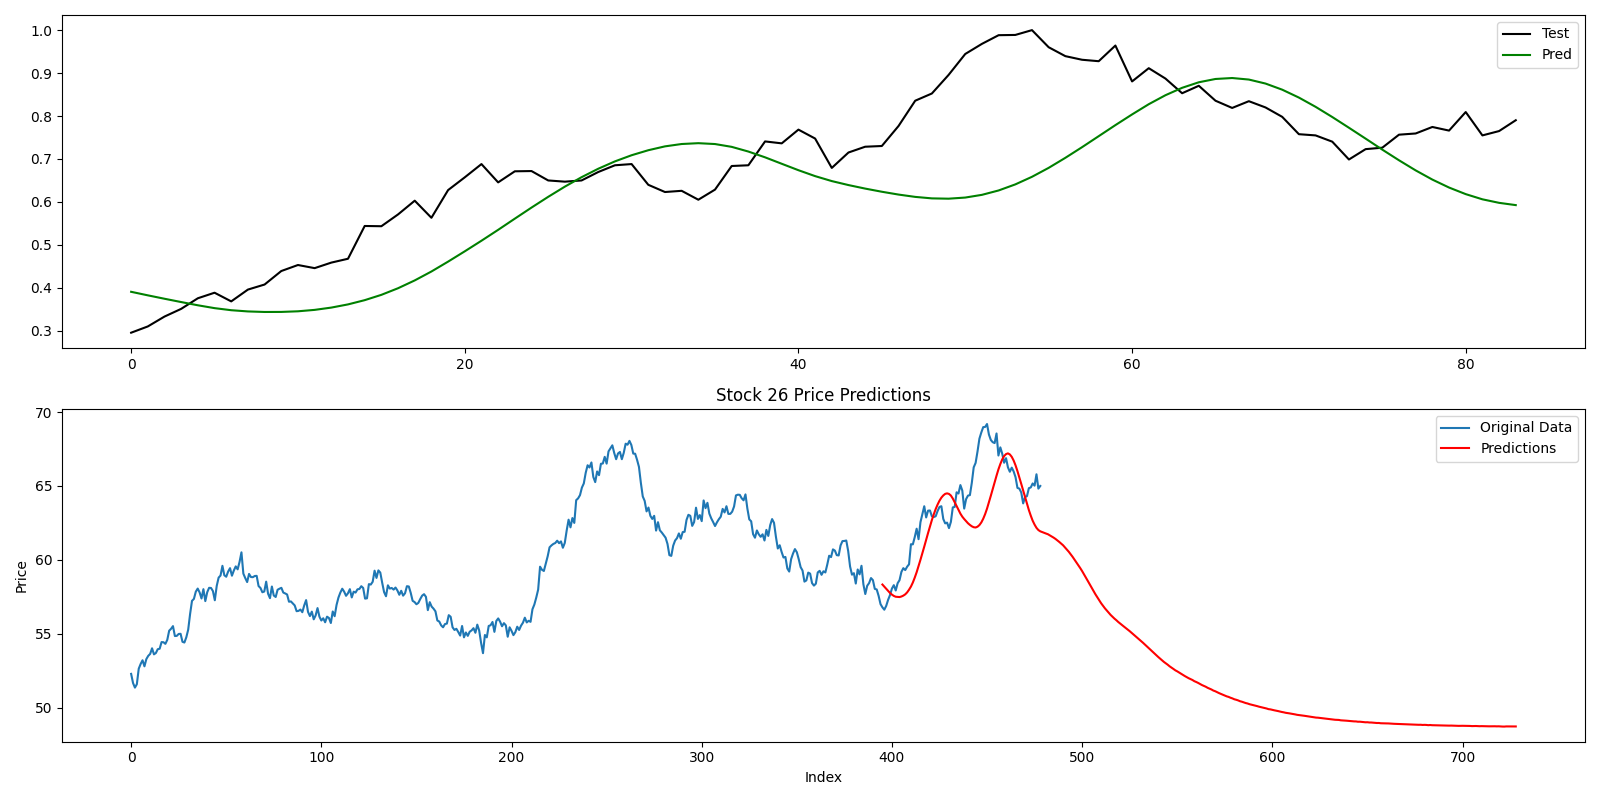 1.0
0.9
0.8
0.7
0.6
0.5
0.4
0.3
Test
Pred
0 20 40 60 80
Stock 26 Price Predictions
70
65
60
55
50
Price
Original Data
Predictions
0 100 200 300 400 500 600 700
Index